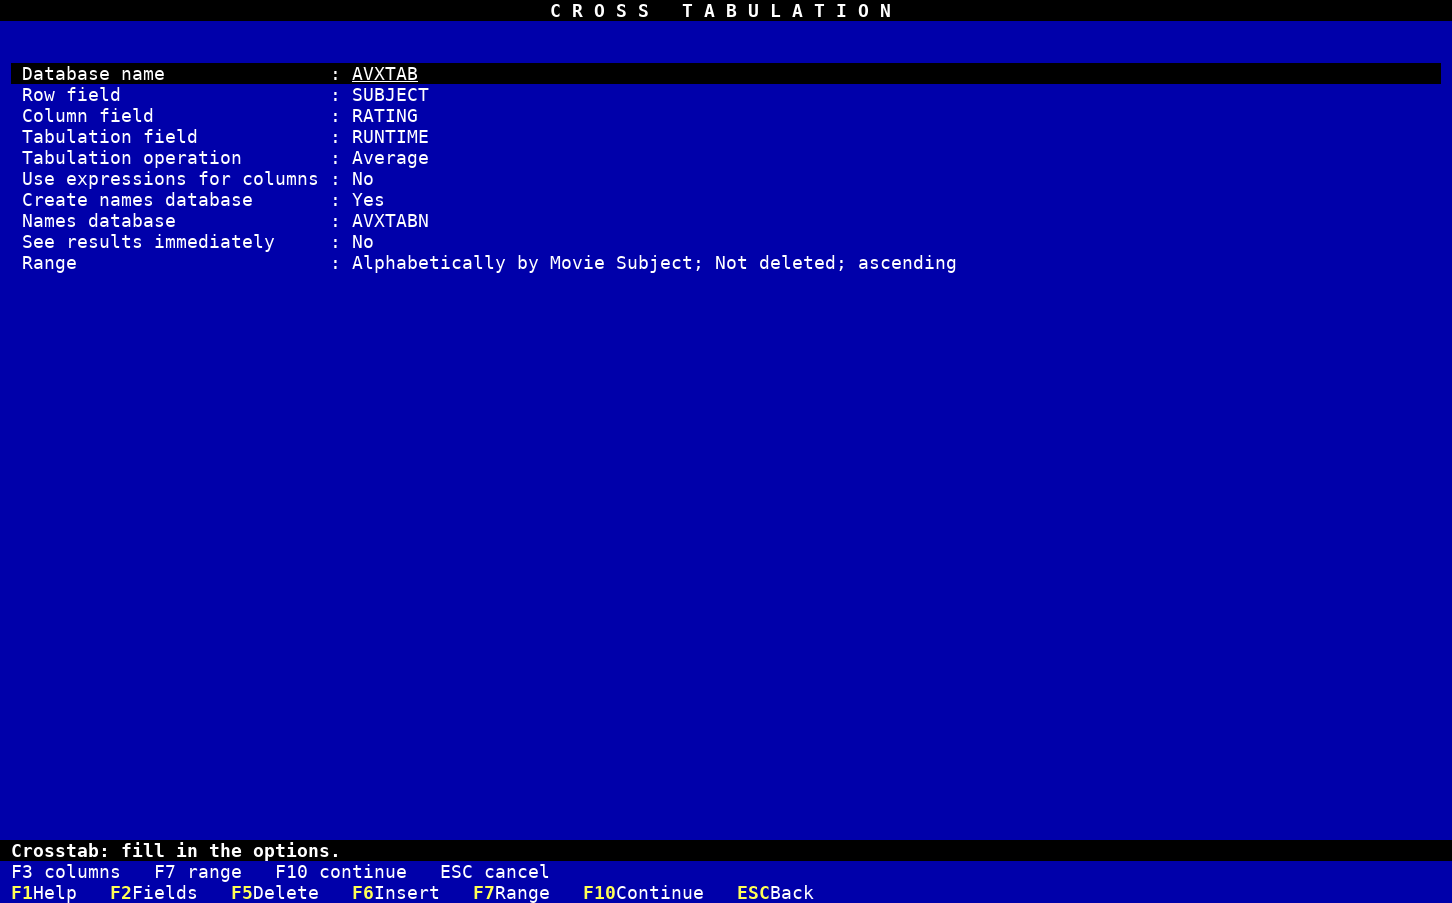 C R O S S   T A B U L A T I O N
Database name               : AVXTAB
Row field                   : SUBJECT
Column field                : RATING
Tabulation field            : RUNTIME
Tabulation operation        : Average
Use expressions for columns : No
Create names database       : Yes
Names database              : AVXTABN
See results immediately     : No
Range                       : Alphabetically by Movie Subject; Not deleted; ascending
Crosstab: fill in the options.
F3 columns   F7 range   F10 continue   ESC cancel
F1Help   F2Fields   F5Delete   F6Insert   F7Range   F10Continue   ESCBack